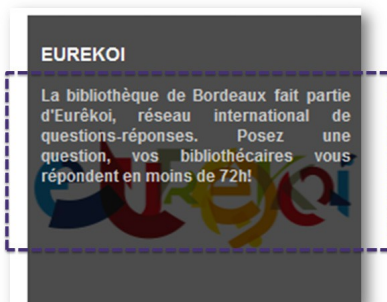 EUREKOI
La bibliothèque de Bordeaux fait partie
d'Eurêkoi, réseau international de
questions-réponses. Posez une
question, vos bibliothécaires vous
répondent en moins de 72h!
eurêkoi